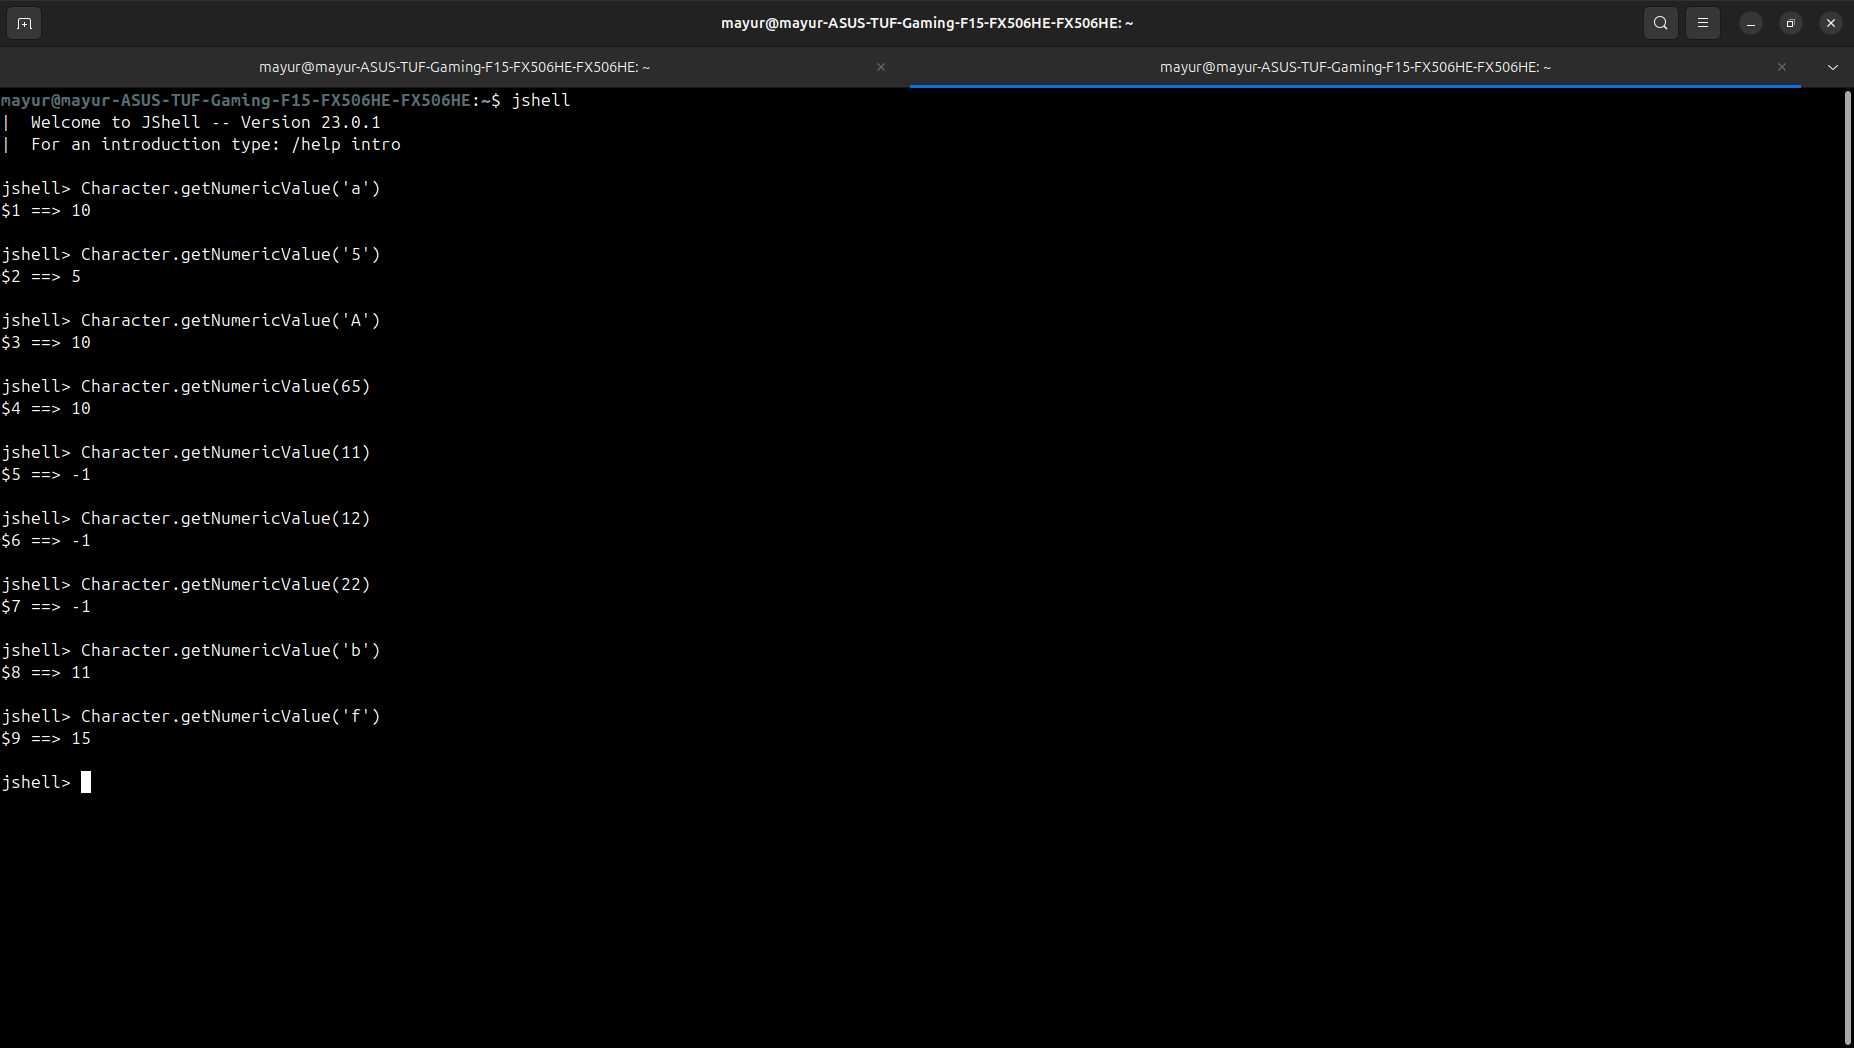 mayur@mayur-ASUS-TUF-Gaming-F15-FX506HE-FX506HE: ~
mayur@mayur-ASUS-TUF-Gaming-F15-FX506HE-FX506HE: ~
mayur@mayur-ASUS-TUF-Gaming-F15-FX506HE-FX506HE: ~
mayur@mayur-ASUS-TUF-Gaming-F15-FX506HE-FX506HE:~$ jshell
|  Welcome to JShell -- Version 23.0.1
|  For an introduction type: /help intro
jshell> Character.getNumericValue('a')
$1 ==> 10
jshell> Character.getNumericValue('5')
$2 ==> 5
jshell> Character.getNumericValue('A')
$3 ==> 10
jshell> Character.getNumericValue(65)
$4 ==> 10
jshell> Character.getNumericValue(11)
$5 ==> -1
jshell> Character.getNumericValue(12)
$6 ==> -1
jshell> Character.getNumericValue(22)
$7 ==> -1
jshell> Character.getNumericValue('b')
$8 ==> 11
jshell> Character.getNumericValue('f')
$9 ==> 15
jshell>